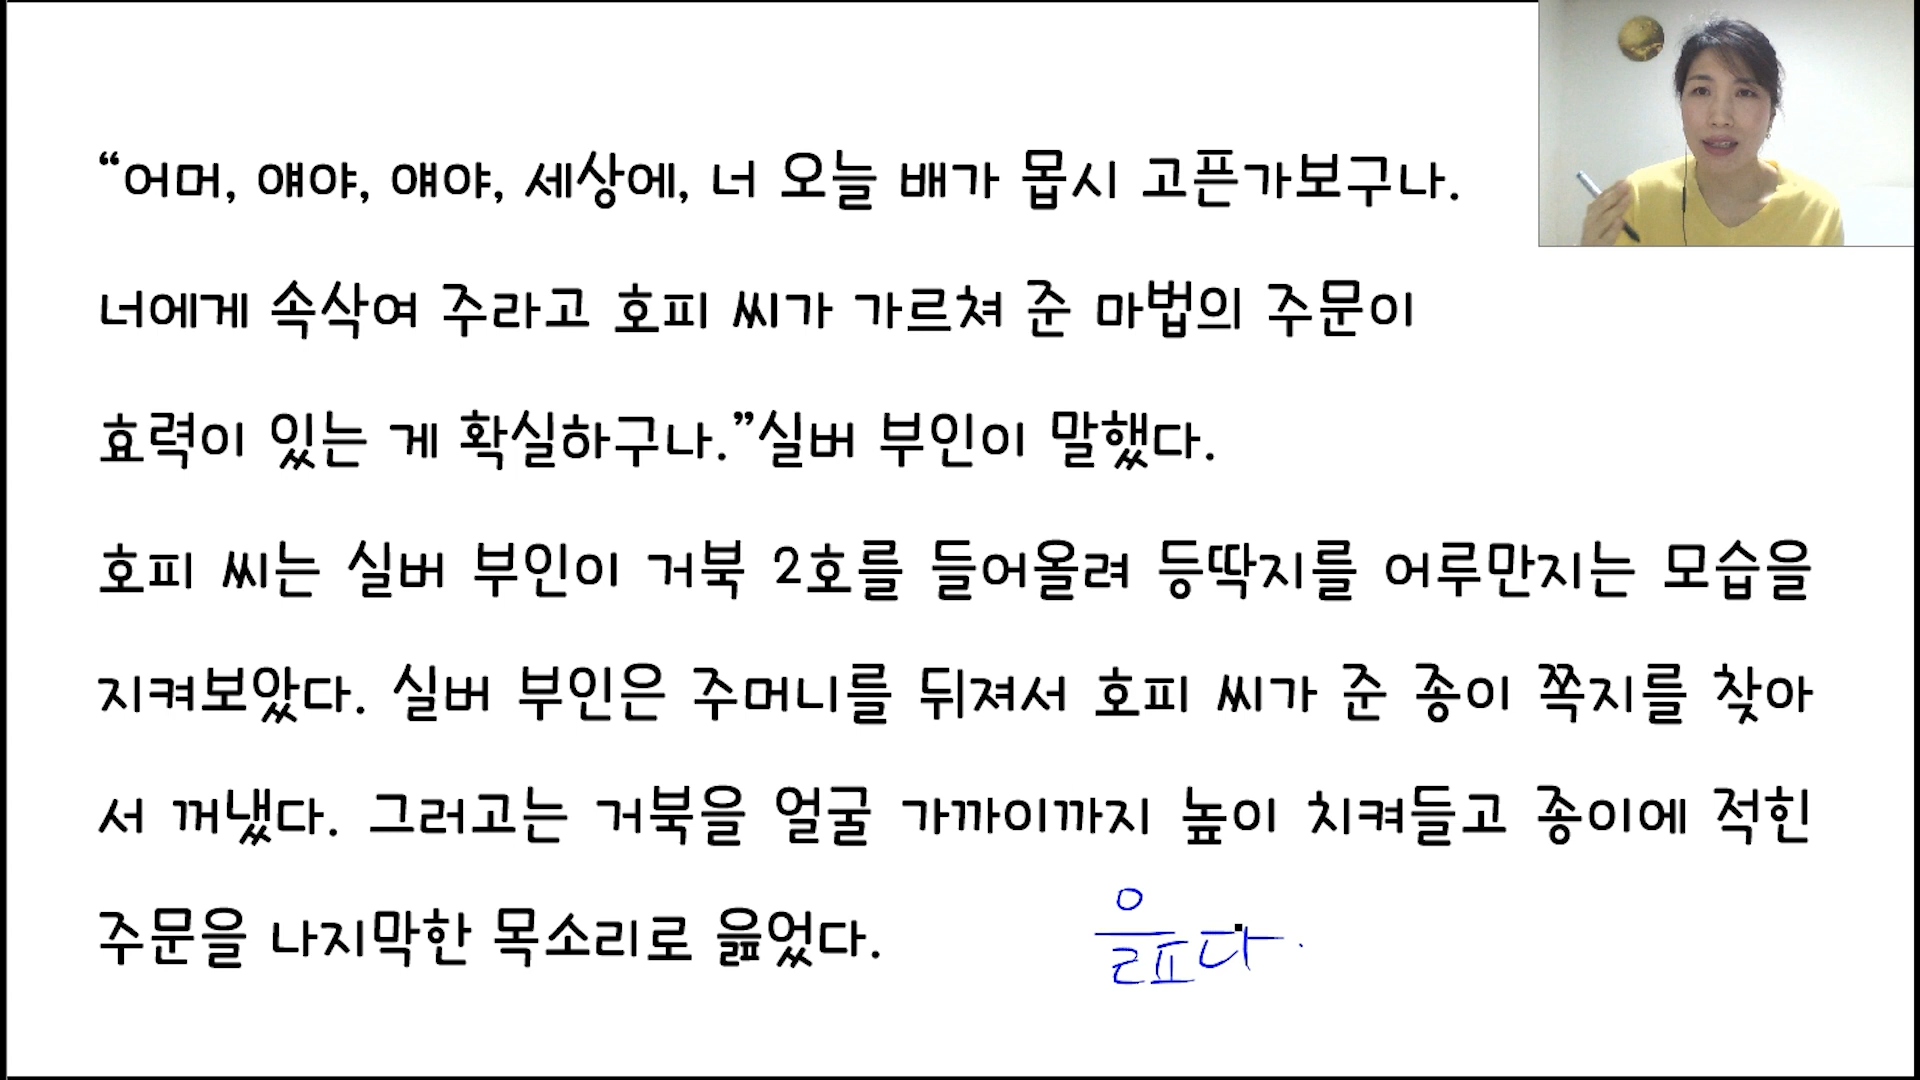 “어머, 얘야, 얘야, 세상에, 너 오늘 배가 몹시 고픈가보구나.
너에게 속삭여 주라고 호피 씨가 가르쳐 준 마법의 주문이
효력이 있는 게 확실하구나.”실버 부인이 말했다.
호피 씨는 실버 부인이 거북 2호를 들어올려 등딱지를 어루만지는 모습을
지켜보았다. 실버 부인은 주머니를 뒤져서 호피 씨가 준 종이 쪽지를 찾아
서 꺼냈다. 그러고는 거북을 얼굴 가까이까지 높이 치켜들고 종이에 적힌
주문을 나지막한 목소리로 읊었다.
읊다.